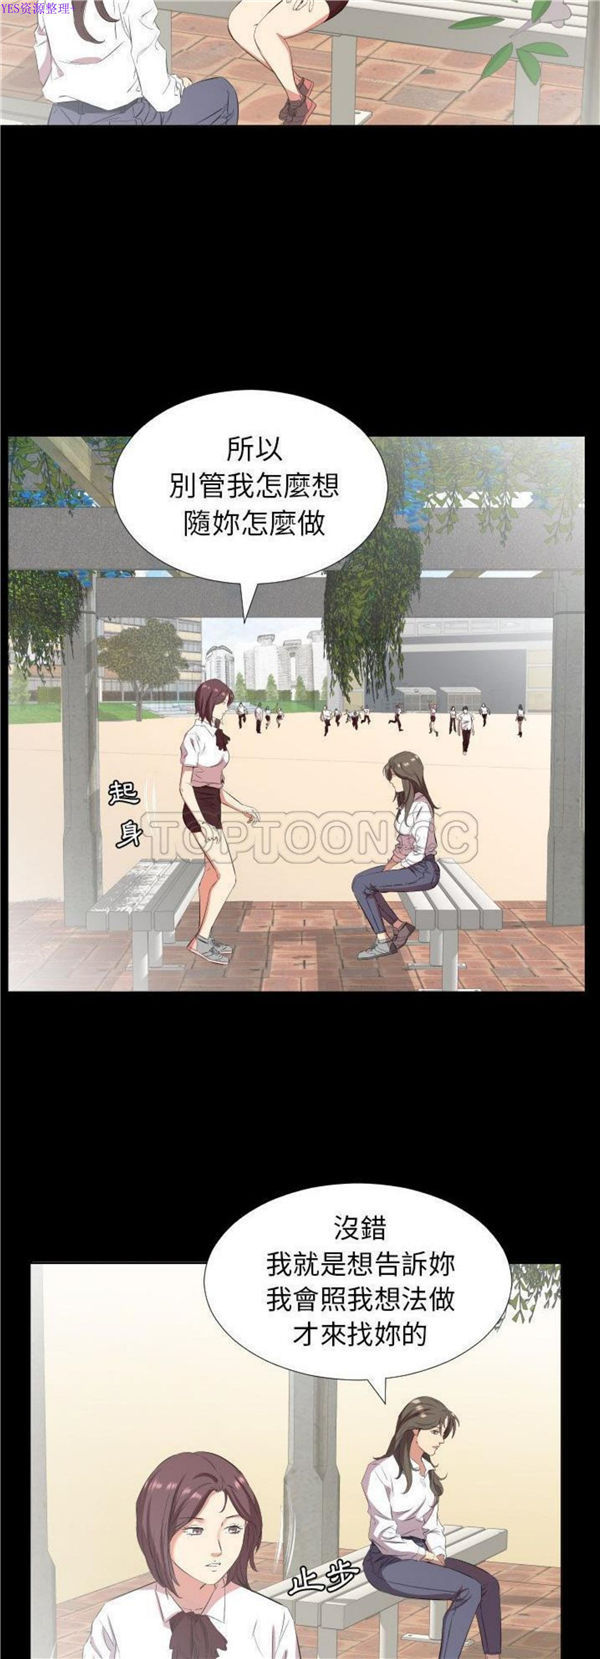 YES资源整理
所以
別管我怎麼想
隨妳怎麼做
起
身
TOPTOON
沒錯
我就是想告訴妳
我會照我想法做
才來找妳的
止步